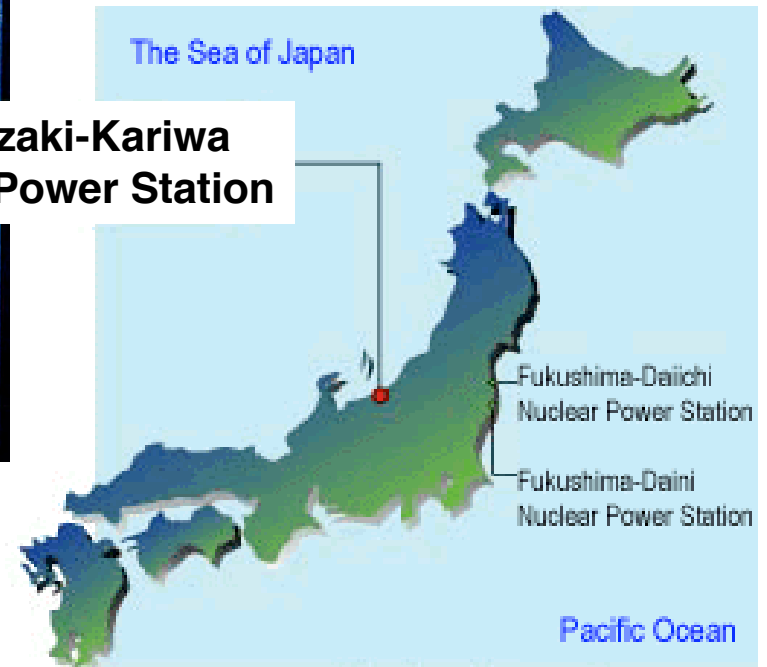 The Sea of Japan
zaki-Kariwa
Power Station
Fukushima-Daiichi
Nuclear Power Station
Fukushima-Daini
Nuclear Power Station
Pacific Ocean